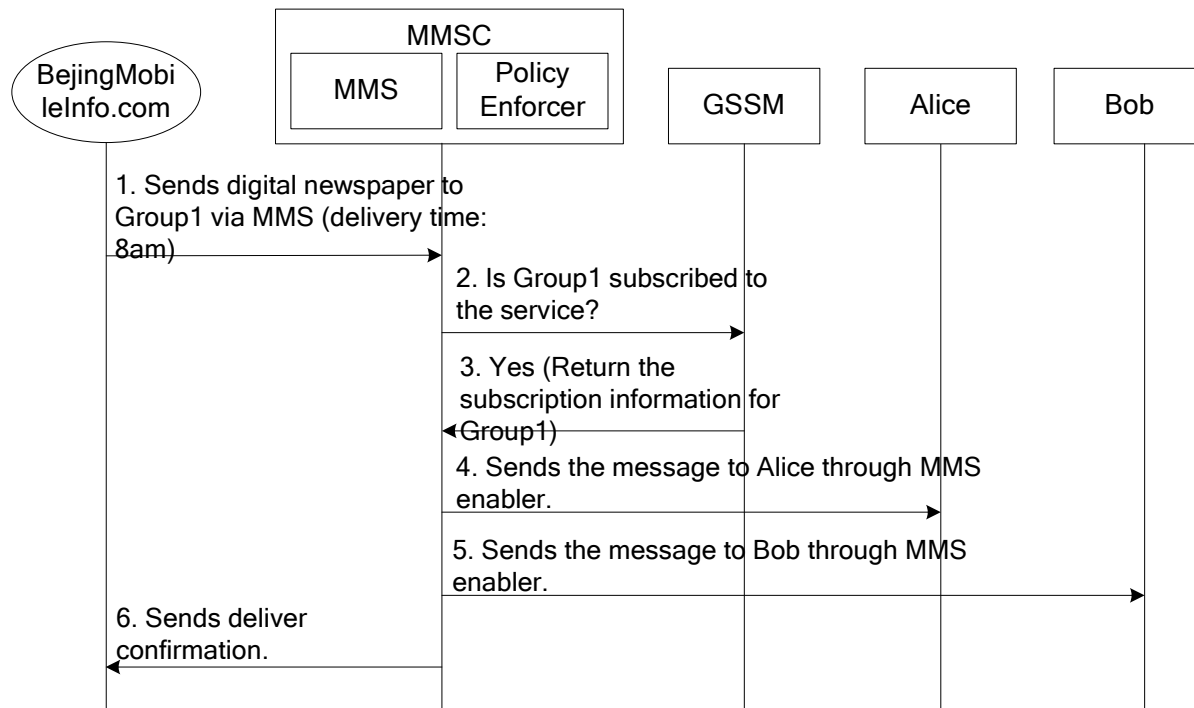 MMSC
BejingMobi
leInfo.com
MMS
Policy
Enforcer
GSSM
Alice
Bob
1. Sends digital newspaper to
Group1 via MMS (delivery time:
8am)
2. Is Group1 subscribed to
the service?
3. Yes (Return the
subscription information for
Group1)
4. Sends the message to Alice through MMS
enabler.
5. Sends the message to Bob through MMS
enabler.
6. Sends deliver
confirmation.